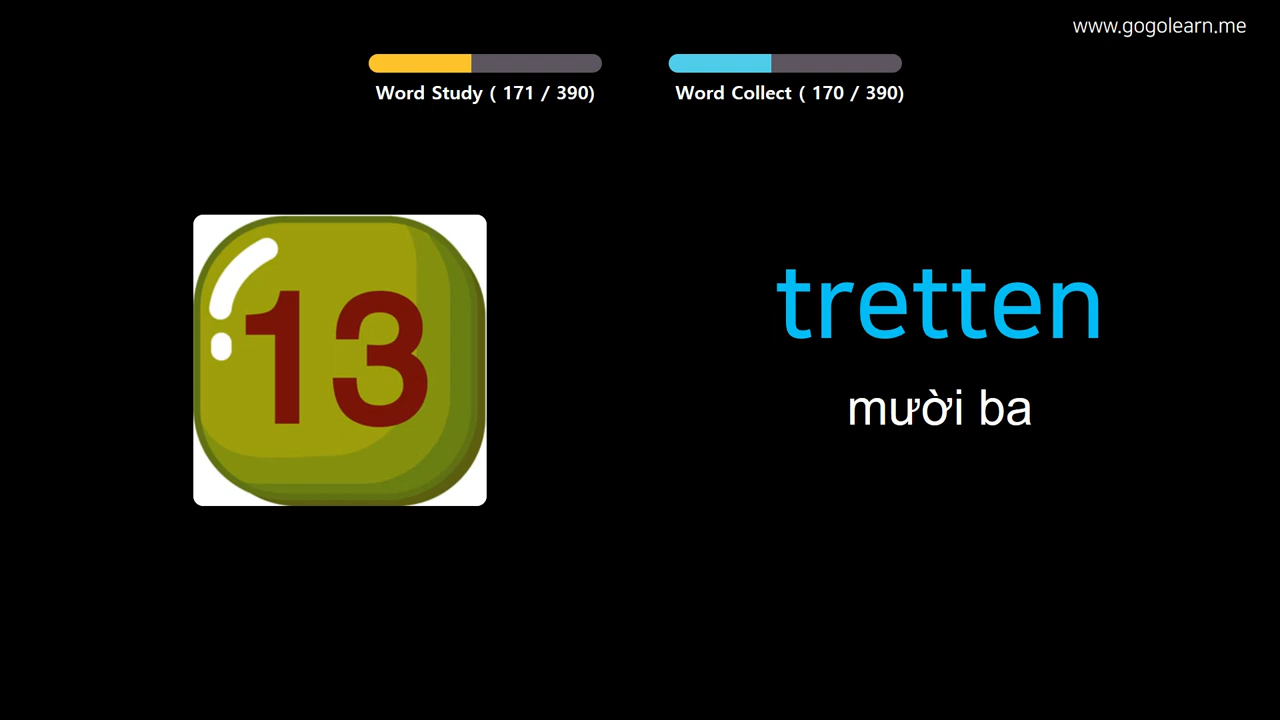 www.gogolearn.me
Word Study ( 171 / 390)
Word Collect ( 170 / 390)
13
tretten
mười ba